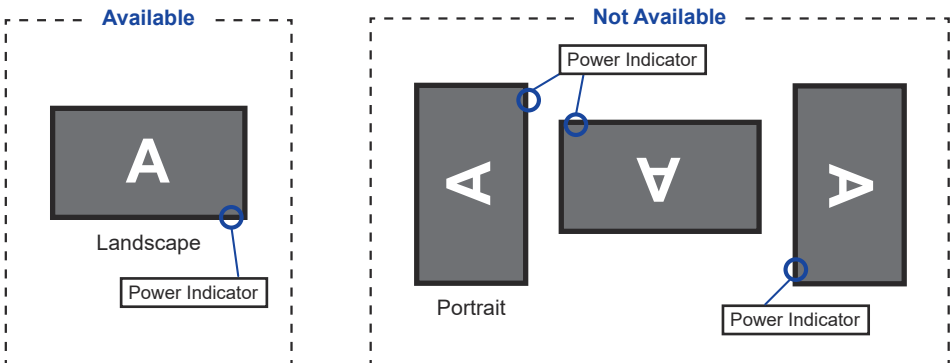 Available
A
Landscape
Power Indicator
Not Available
Power Indicator
A
Portrait
A
A
Power Indicator